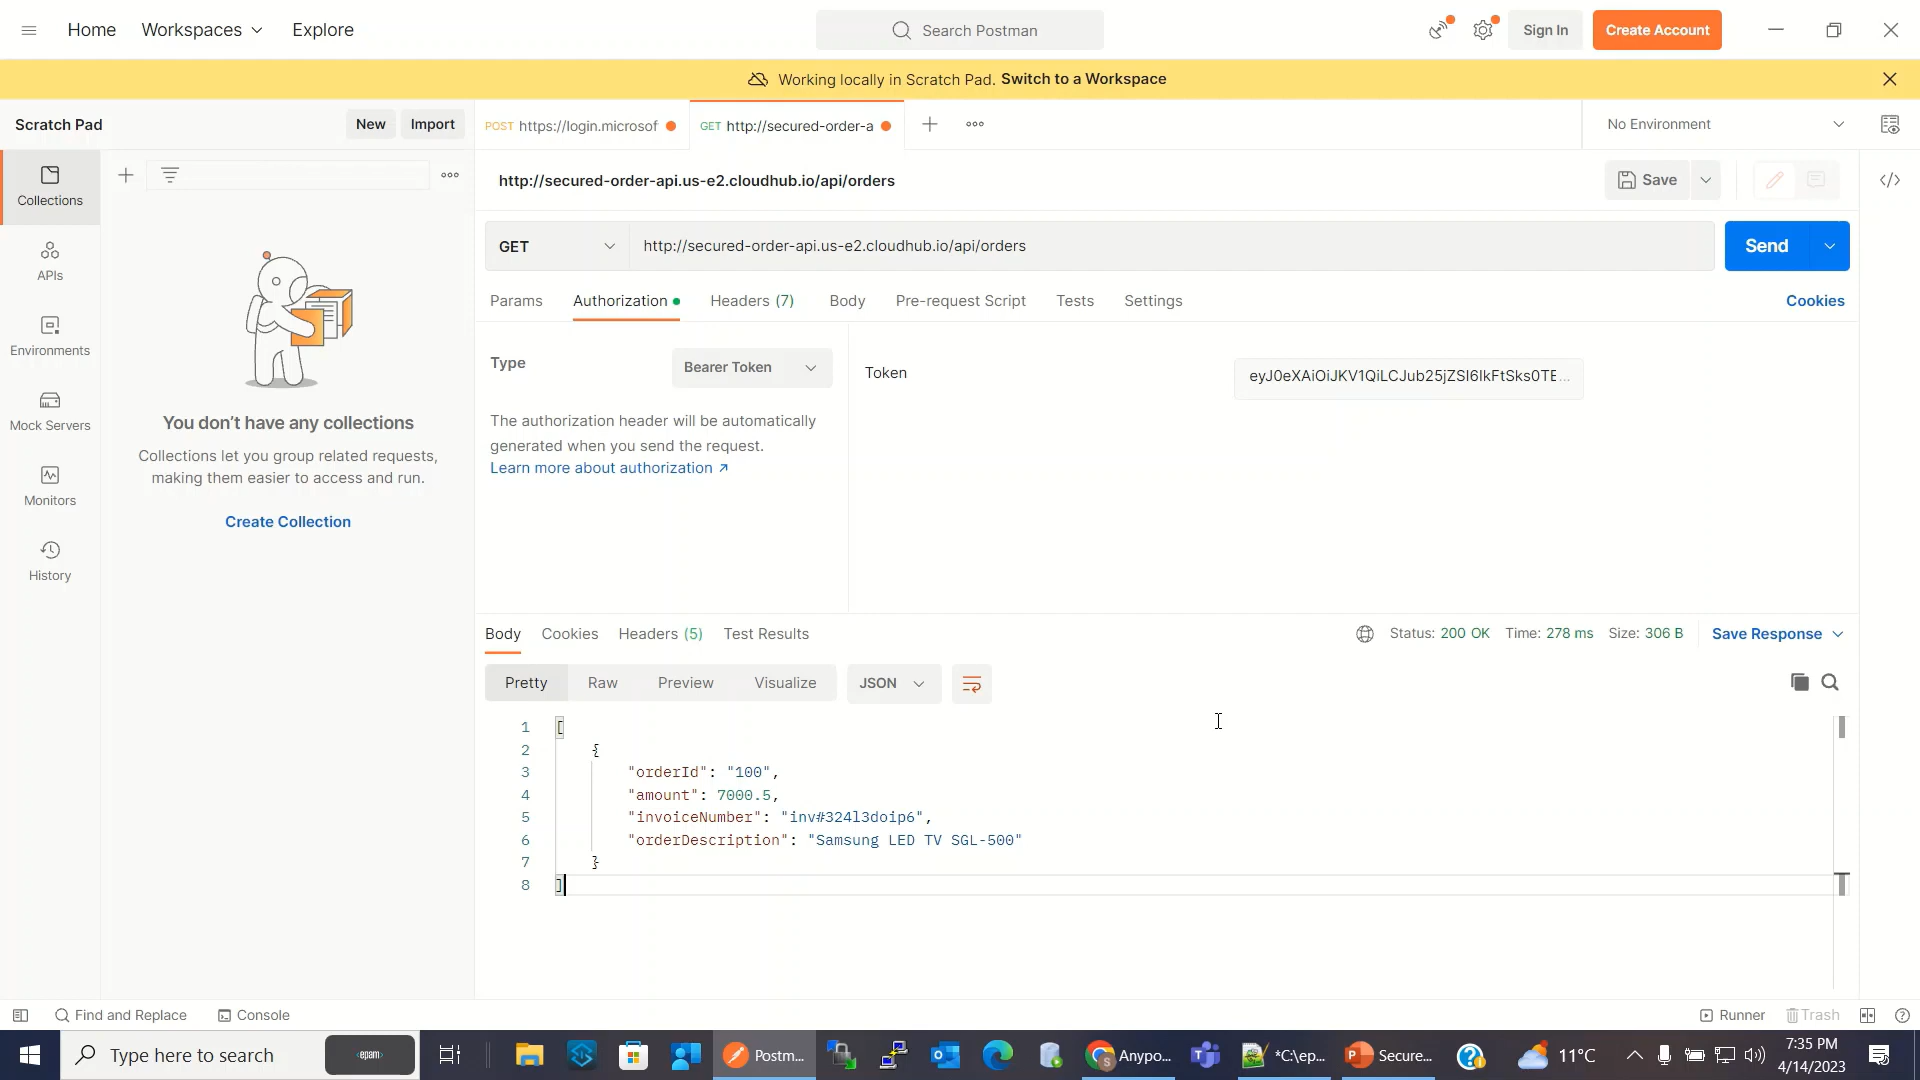 Home Workspaces Explore
Search Postman
Sign In Create Account
Working locally in Scratch Pad. Switch to a Workspace
Scratch Pad New Import
POST https://login.microsof
GET http://secured-order-a
No Environment
Collections
APIs
Environments
Mock Servers
Monitors
History
You don't have any collections
Collections let you group related requests,
making them easier to access and run.
Create Collection
http://secured-order-api.us-e2.cloudhub.io/api/orders
Save
GET http://secured-order-api.us-e2.cloudhub.io/api/orders Send
Params Authorization Headers (7) Body Pre-request Script Tests Settings Cookies
Type Bearer Token
The authorization header will be automatically
generated when you send the request.
Learn more about authorization ↗
Token eyJ0eXAiOiJKV1QiLCJub25jZSI6IkFtSks0TE...
Body Cookies Headers (5) Test Results Status: 200 OK Time: 278 ms Size: 306 B Save Response
Pretty Raw Preview Visualize JSON
1 [
2 {
3 "orderId": "100",
4 "amount": 7000.5,
5 "invoiceNumber": "inv#324l3doip6",
6 "orderDescription": "Samsung LED TV SGL-500"
7 }
8 ]
Find and Replace Console Runner Trash
Type here to search <epam> Postm... Anypo... *C:\ep... Secure... 11°C 7:35 PM
4/14/2023